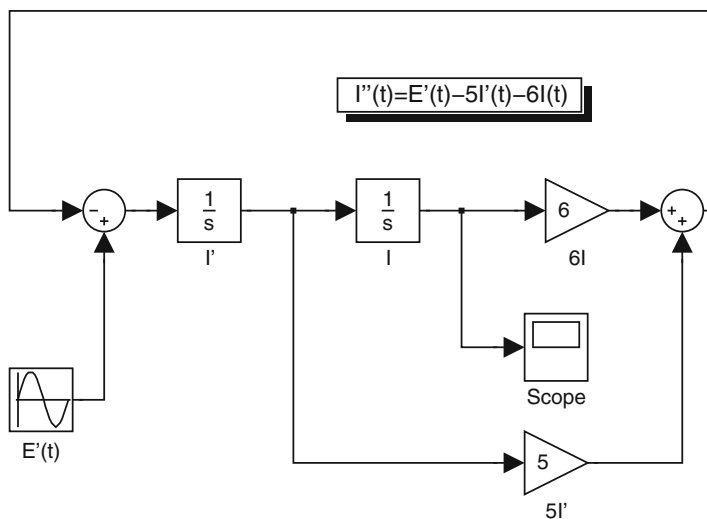 I''(t)=E'(t)−5I'(t)−6I(t)
− +
1
s
I'
1
s
I
6
6I
+ +
Scope
E'(t)
5
5I'